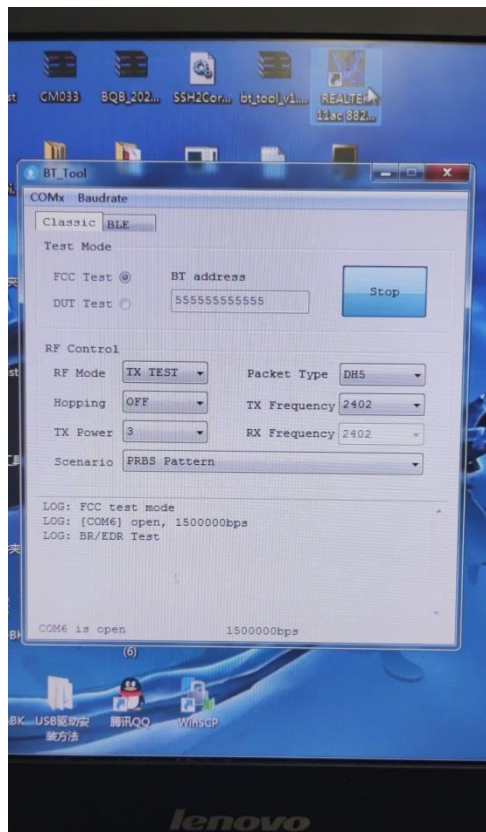 st CM033 BQB_202... SSH2Cor... bt_tool_v1.... REALTEK
11ac 882...
BT_Tool
COMx Baudrate
Classic BLE
Test Mode
FCC Test BT address
555555555555 Stop
DUT Test
RF Control
RF Mode TX TEST Packet Type DH5
Hopping OFF TX Frequency 2402
TX Power 3 RX Frequency 2402
Scenario PRBS Pattern
LOG: FCC test mode
LOG: [COM6] open, 1500000bps
LOG: BR/EDR Test
COM6 is open 1500000bps
(6)
BK USB驱动安 腾讯QQ WinSCP
装方法
lenovo